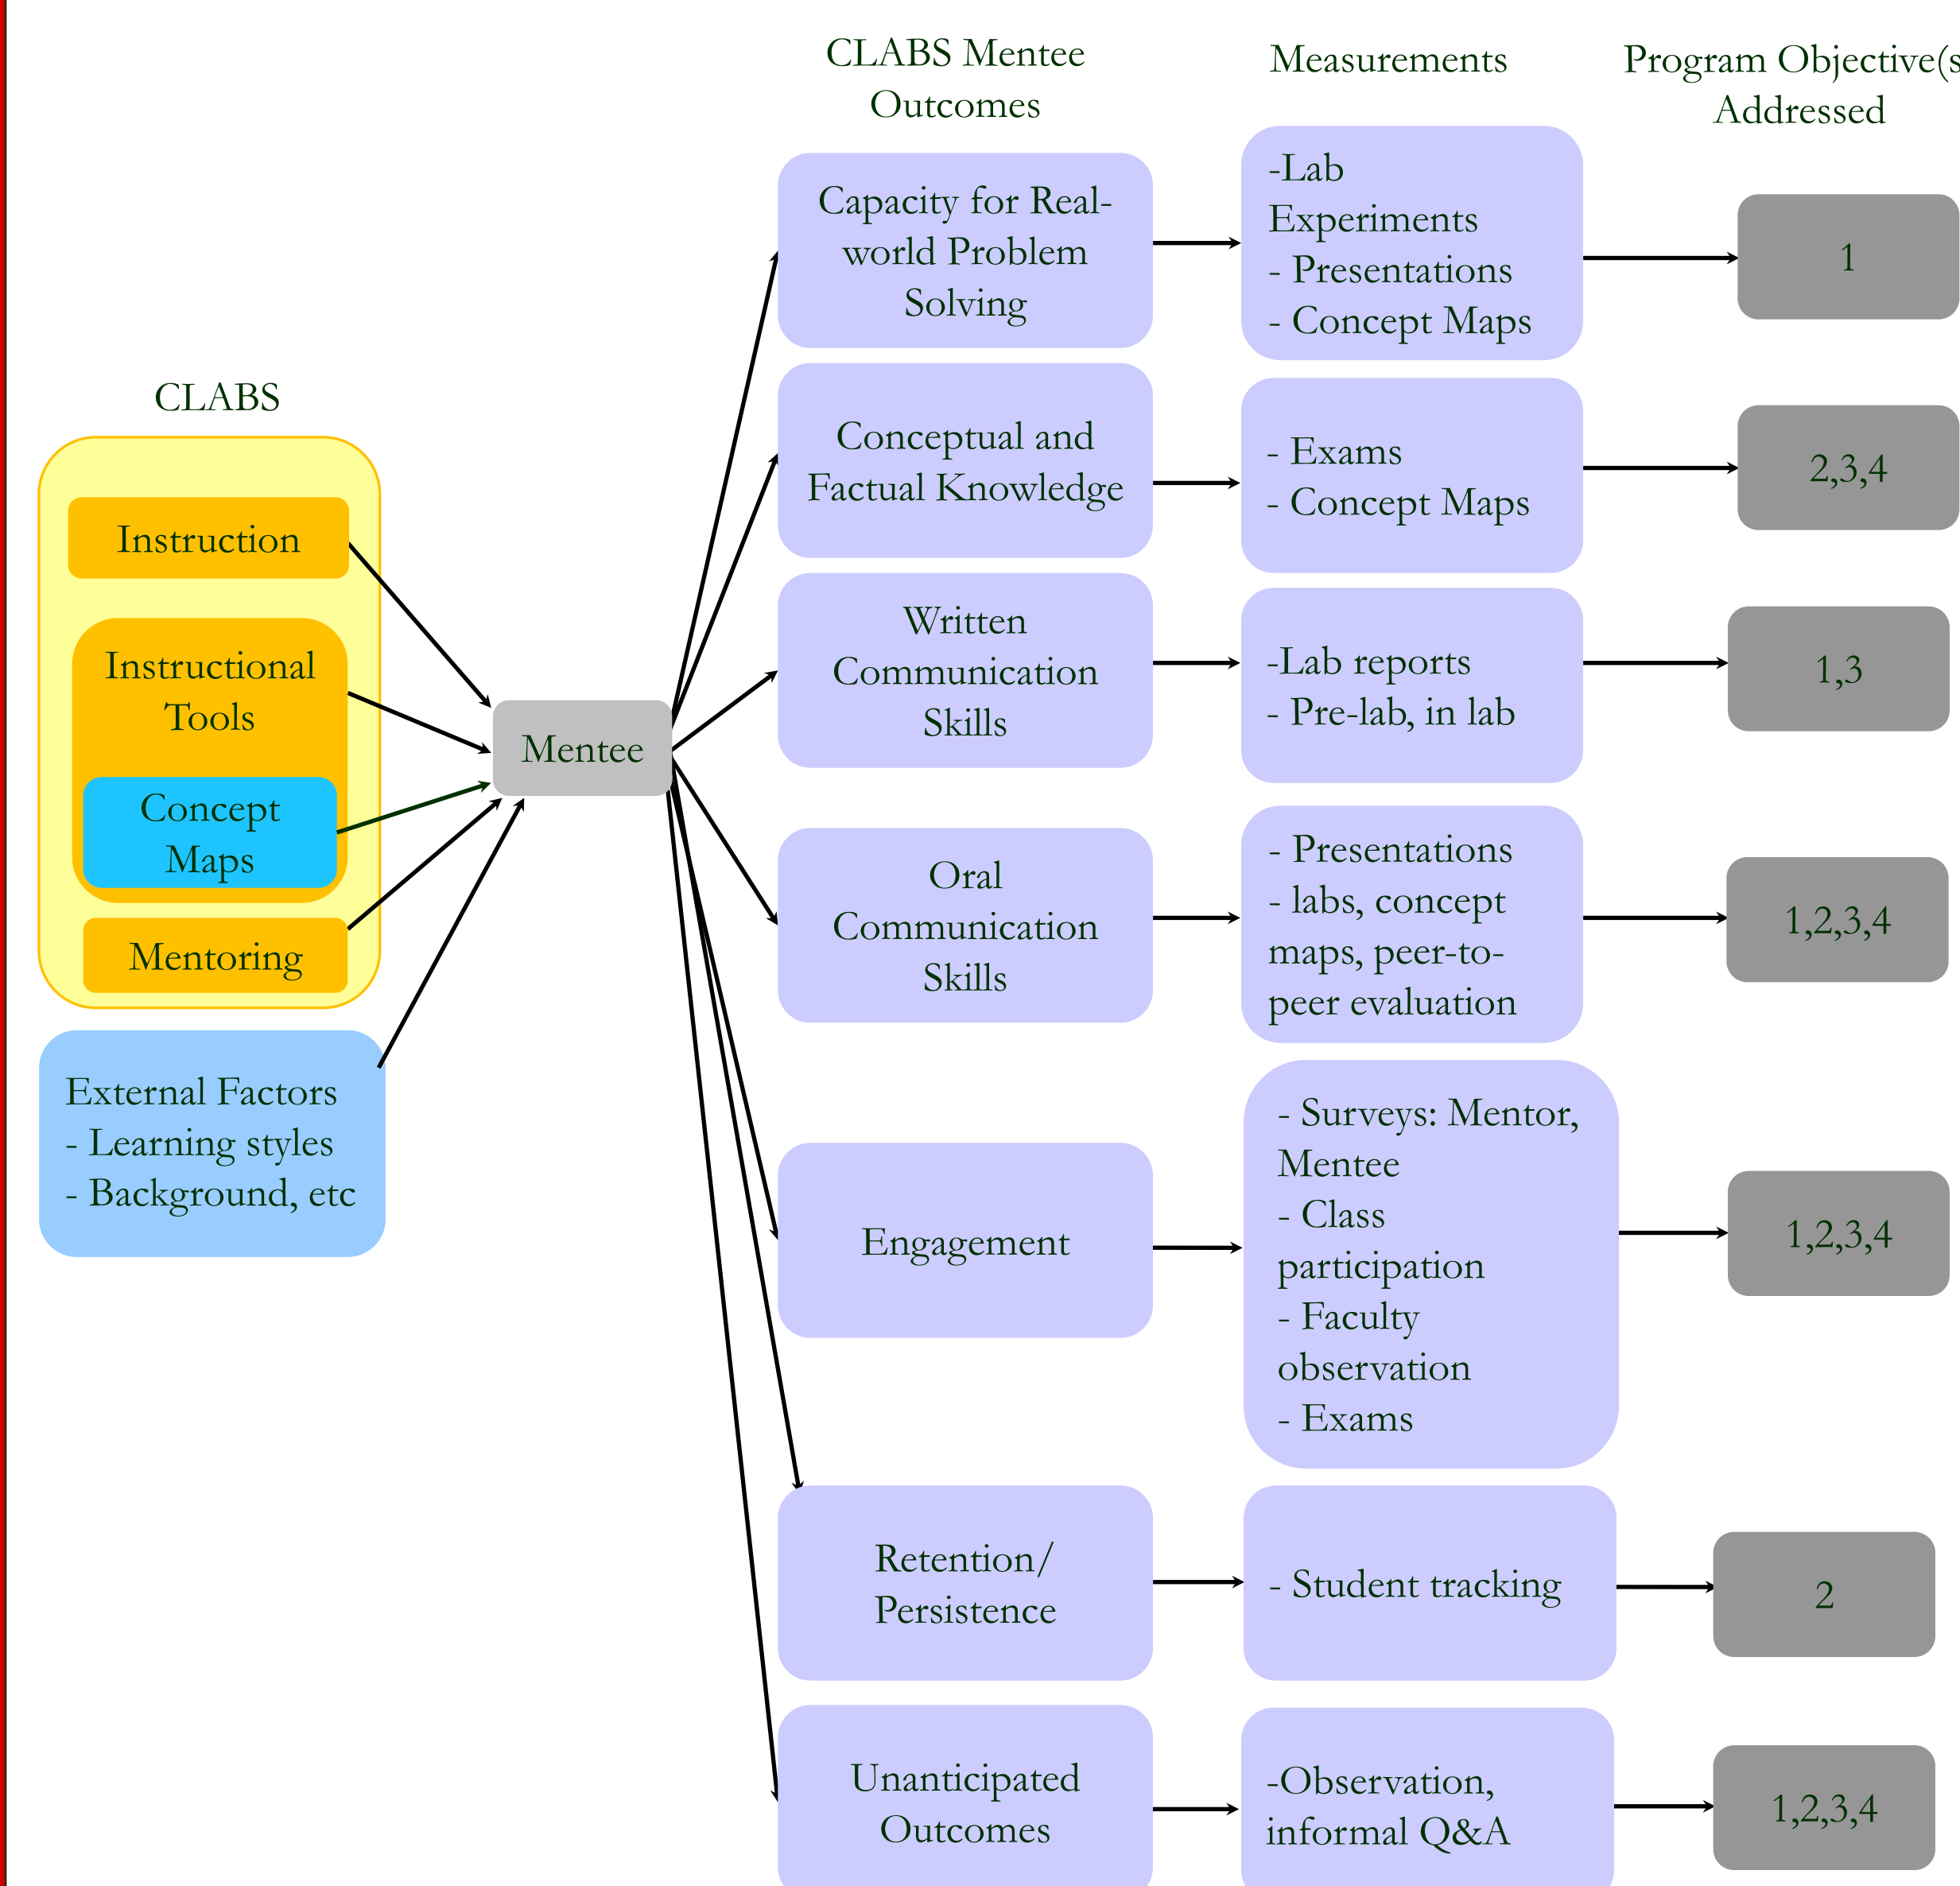 CLABS
Instruction
Instructional
Tools
Concept
Maps
Mentoring
External Factors
- Learning styles
- Background, etc
Mentee
CLABS Mentee
Outcomes
Measurements
Program Objective(s
Addressed
Capacity for Real-
world Problem
Solving
-Lab
Experiments
- Presentations
- Concept Maps
1
Conceptual and
Factual Knowledge
- Exams
- Concept Maps
2,3,4
Written
Communication
Skills
-Lab reports
- Pre-lab, in lab
1,3
Oral
Communication
Skills
- Presentations
- labs, concept
maps, peer-to-
peer evaluation
1,2,3,4
Engagement
- Surveys: Mentor,
Mentee
- Class
participation
- Faculty
observation
- Exams
1,2,3,4
Retention/
Persistence
- Student tracking
2
Unanticipated
Outcomes
-Observation,
informal Q&A
1,2,3,4